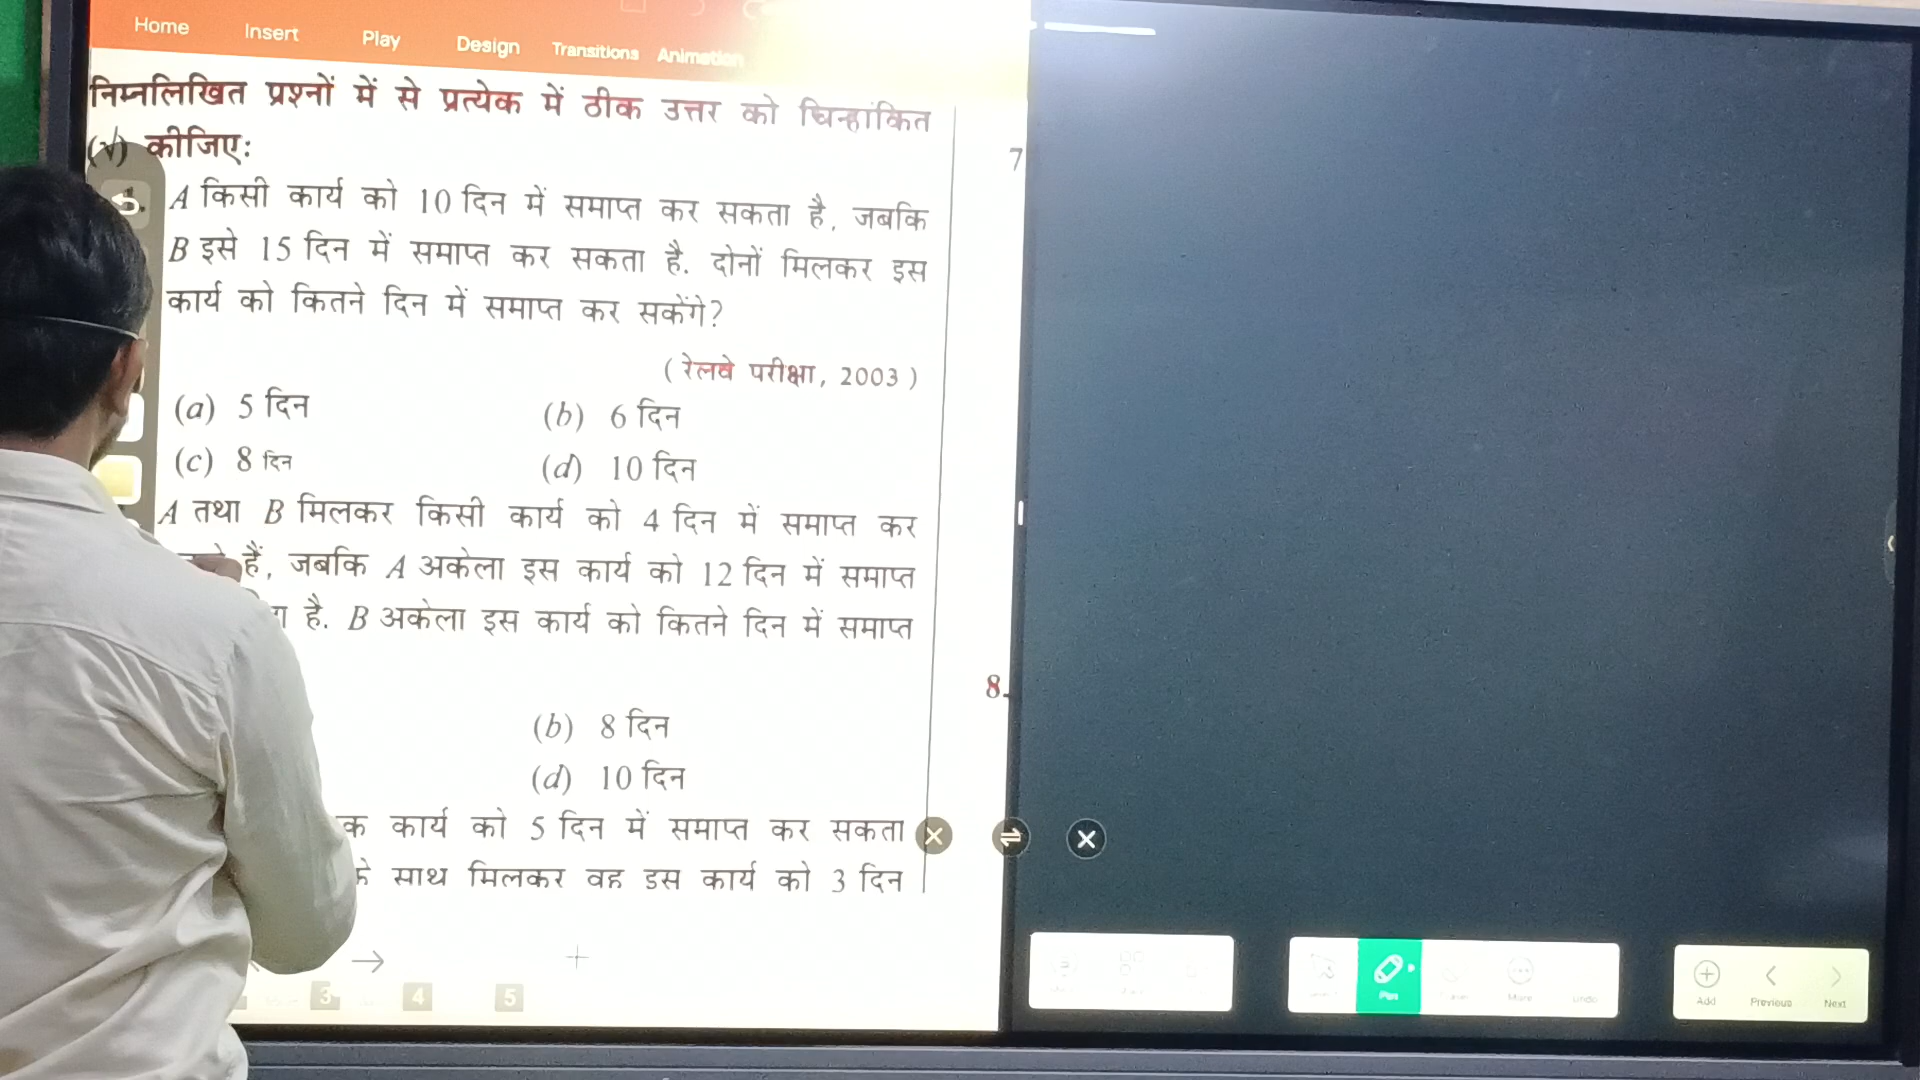 Home Insert Play Design Transitions Animation
निम्नलिखित प्रश्नों में से प्रत्येक में ठीक उत्तर को चिन्हांकित
(√) कीजिए:
A किसी कार्य को 10 दिन में समाप्त कर सकता है, जबकि
B इसे 15 दिन में समाप्त कर सकता है. दोनों मिलकर इस
कार्य को कितने दिन में समाप्त कर सकेंगे?
( रेलवे परीक्षा, 2003 )
(a) 5 दिन (b) 6 दिन
(c) 8 दिन (d) 10 दिन
A तथा B मिलकर किसी कार्य को 4 दिन में समाप्त कर
हैं, जबकि A अकेला इस कार्य को 12 दिन में समाप्त
है. B अकेला इस कार्य को कितने दिन में समाप्त
(b) 8 दिन
(d) 10 दिन
कार्य को 5 दिन में समाप्त कर सकता
साथ मिलकर वह इस कार्य को 3 दिन
3 4 5
7
8.
Pen More Undo
Add Previous Next